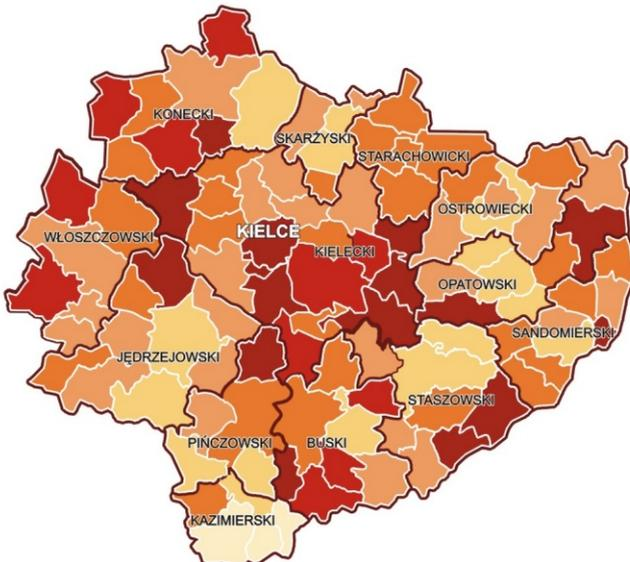 KONECKI
SKARŻYSKI
STARACHOWICKI
OSTROWIECKI
WŁOSZCZOWSKI
KIELCE
KIELECKI
OPATOWSKI
SANDOMIERSKI
JĘDRZEJOWSKI
STASZOWSKI
PIŃCZOWSKI
BUSKI
KAZIMIERSKI